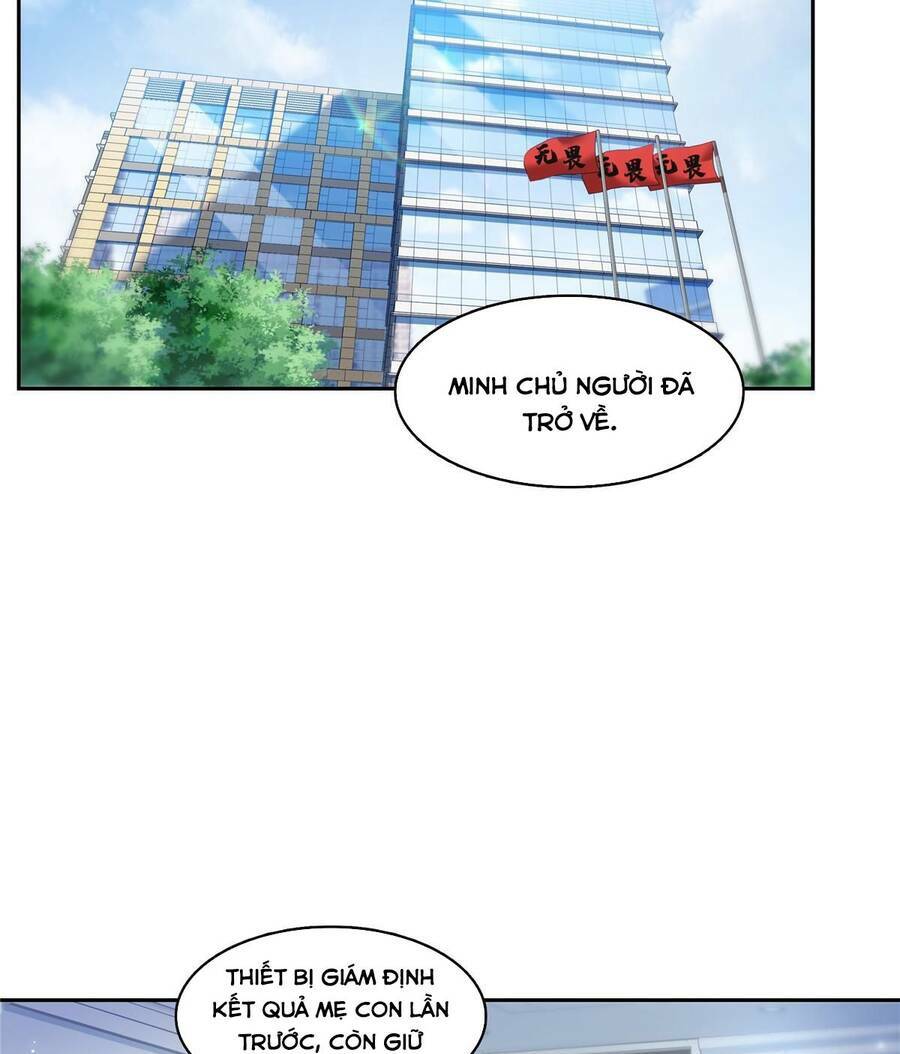 无畏
无畏
无畏
MINH CHỦ NGƯỜI ĐÃ
TRỞ VỀ.
THIẾT BỊ GIÁM ĐỊNH
KẾT QUẢ MẸ CON LẦN
TRƯỚC, CÒN GIỮ